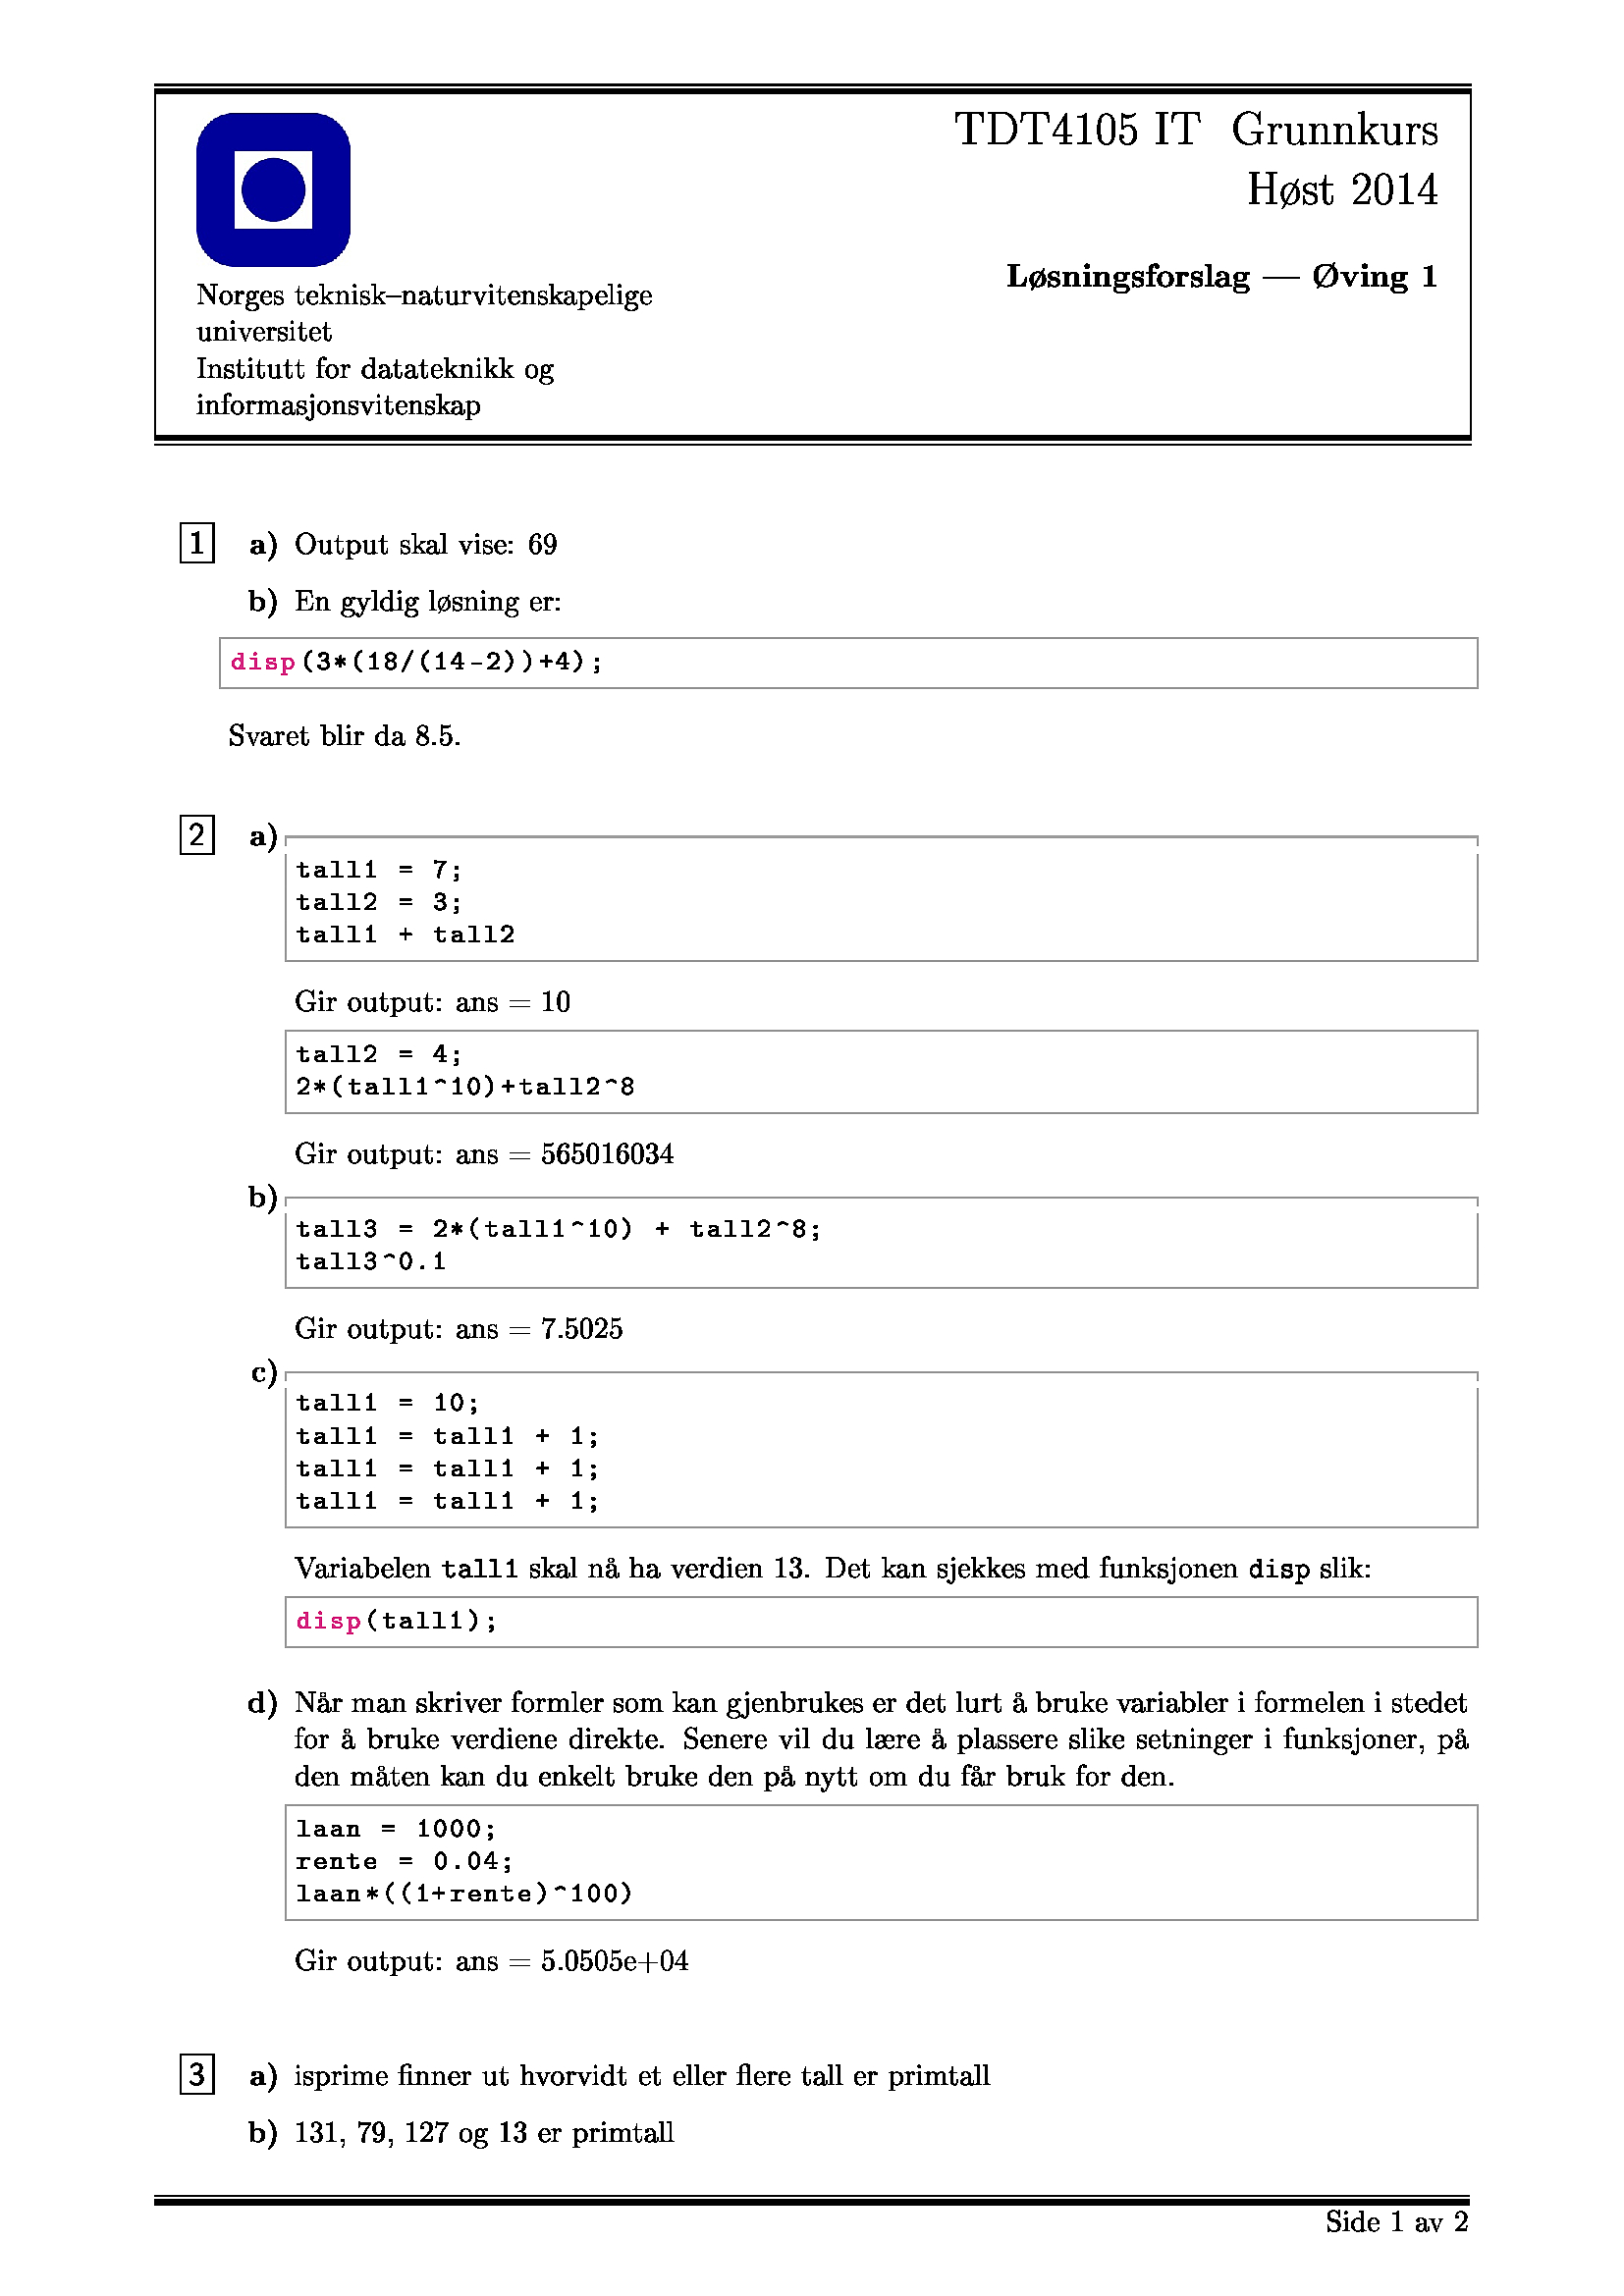 TDT4105 IT Grunnkurs
Høst 2014
Løsningsforslag — Øving 1
Norges teknisk–naturvitenskapelige
universitet
Institutt for datateknikk og
informasjonsvitenskap
1 a) Output skal vise: 69
b) En gyldig løsning er:
disp(3*(18/(14-2))+4);
Svaret blir da 8.5.
2 a)
tall1 = 7;
tall2 = 3;
tall1 + tall2
Gir output: ans = 10
tall2 = 4;
2*(tall1^10)+tall2^8
Gir output: ans = 565016034
b)
tall3 = 2*(tall1^10) + tall2^8;
tall3^0.1
Gir output: ans = 7.5025
c)
tall1 = 10;
tall1 = tall1 + 1;
tall1 = tall1 + 1;
tall1 = tall1 + 1;
Variabelen tall1 skal nå ha verdien 13. Det kan sjekkes med funksjonen disp slik:
disp(tall1);
d) Når man skriver formler som kan gjenbrukes er det lurt å bruke variabler i formelen i stedet
for å bruke verdiene direkte. Senere vil du lære å plassere slike setninger i funksjoner, på
den måten kan du enkelt bruke den på nytt om du får bruk for den.
laan = 1000;
rente = 0.04;
laan*((1+rente)^100)
Gir output: ans = 5.0505e+04
3 a) isprime finner ut hvorvidt et eller flere tall er primtall
b) 131, 79, 127 og 13 er primtall
Side 1 av 2